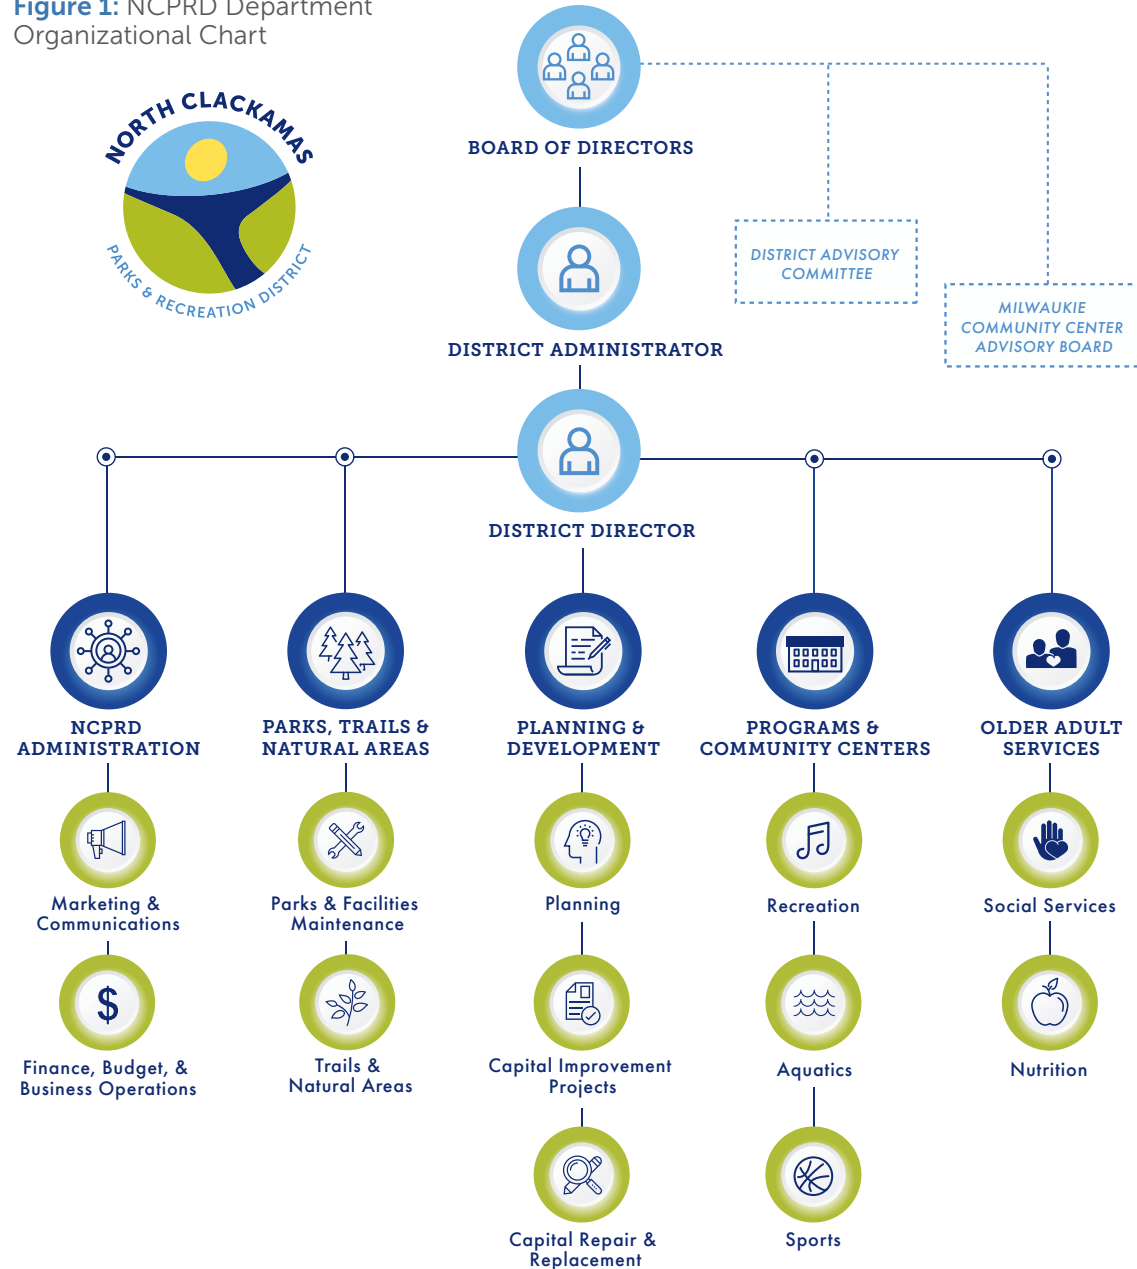 Figure 1: NCPRD Department
Organizational Chart
NORTH CLACKAMAS
PARKS & RECREATION DISTRICT
BOARD OF DIRECTORS
DISTRICT ADVISORY
COMMITTEE
MILWAUKIE
COMMUNITY CENTER
ADVISORY BOARD
DISTRICT ADMINISTRATOR
DISTRICT DIRECTOR
NCPRD
ADMINISTRATION
PARKS, TRAILS &
NATURAL AREAS
PLANNING &
DEVELOPMENT
PROGRAMS &
COMMUNITY CENTERS
OLDER ADULT
SERVICES
Marketing &
Communications
Parks & Facilities
Maintenance
Planning
Recreation
Social Services
$
Finance, Budget, &
Business Operations
Trails &
Natural Areas
Capital Improvement
Projects
Aquatics
Nutrition
Capital Repair &
Replacement
Sports